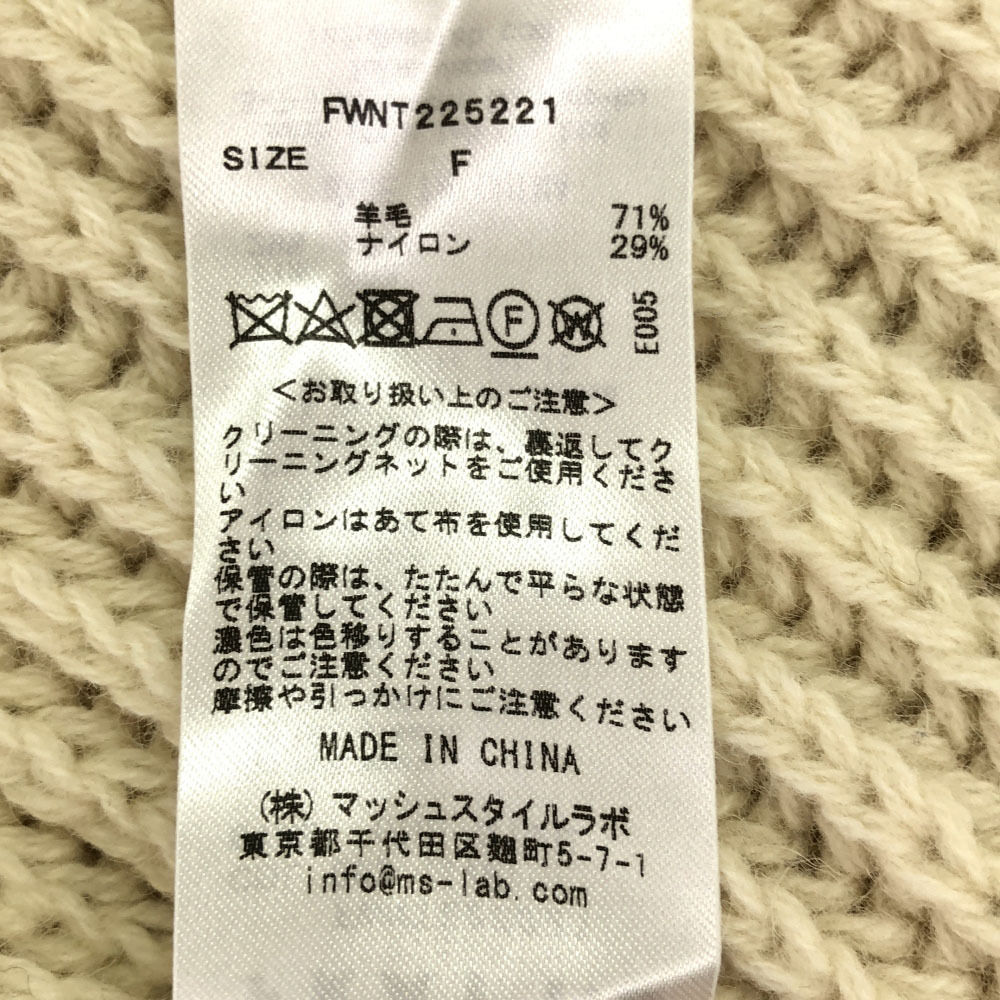 FWNT225221
SIZE F
羊毛 71%
ナイロン 29%
F W E005
<お取り扱い上のご注意>
クリーニングの際は、裏返してク
リーニングネットをご使用くださ
い
アイロンはあて布を使用してくだ
さい
保管の際は、たたんで平らな状態
で保管してください
濃色は色移りすることがあります
のでご注意ください
摩擦や引っかけにご注意ください
MADE IN CHINA
(株) マッシュスタイルラボ
東京都千代田区麹町5-7-1
info@ms-lab.com